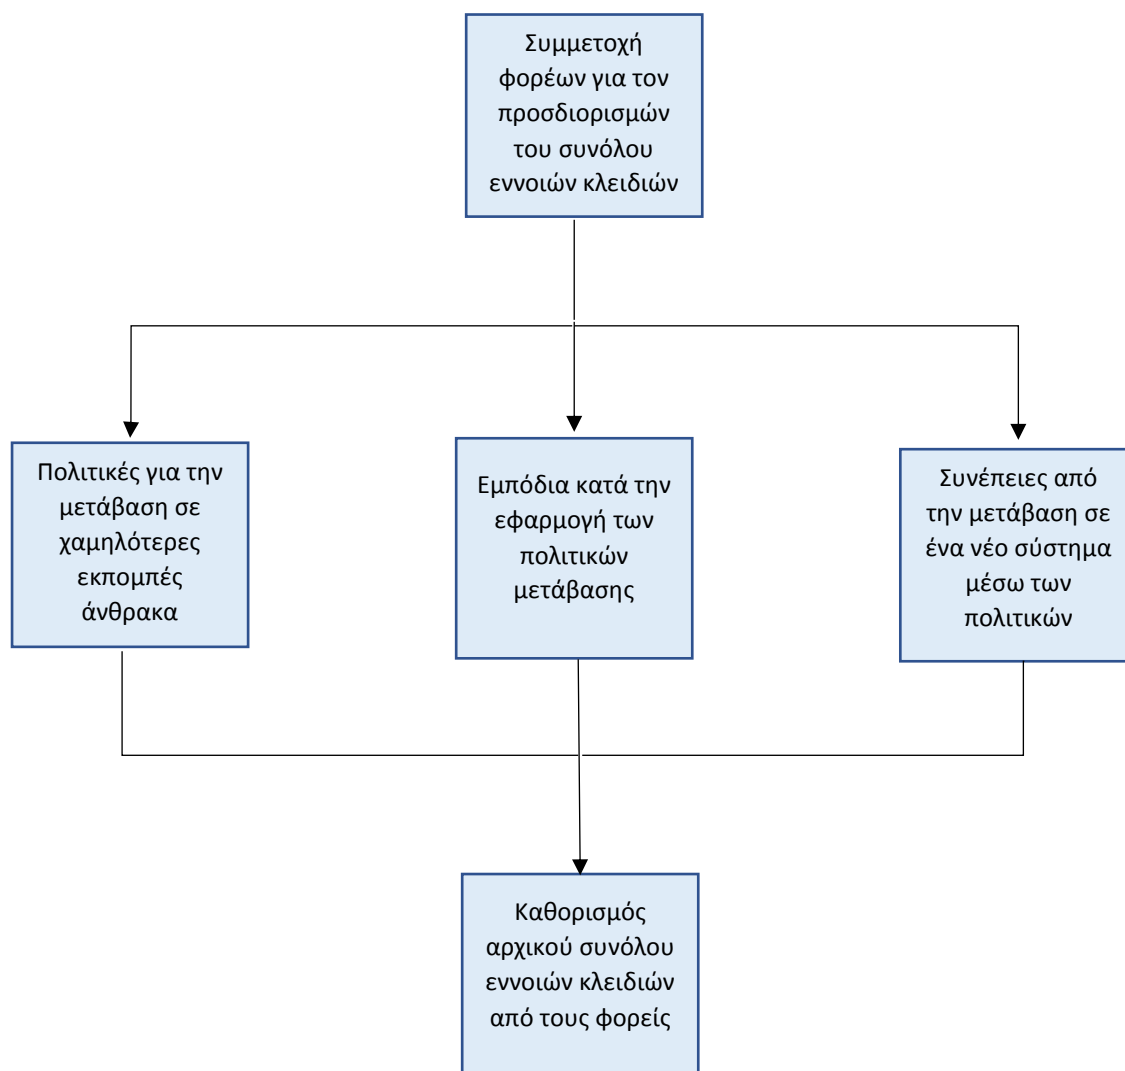 Συμμετοχή
φορέων για τον
προσδιορισμών
του συνόλου
εννοιών κλειδιών
Πολιτικές για την
μετάβαση σε
χαμηλότερες
εκπομπές
άνθρακα
Εμπόδια κατά την
εφαρμογή των
πολιτικών
μετάβασης
Συνέπειες από
την μετάβαση σε
ένα νέο σύστημα
μέσω των
πολιτικών
Καθορισμός
αρχικού συνόλου
εννοιών κλειδιών
από τους φορείς